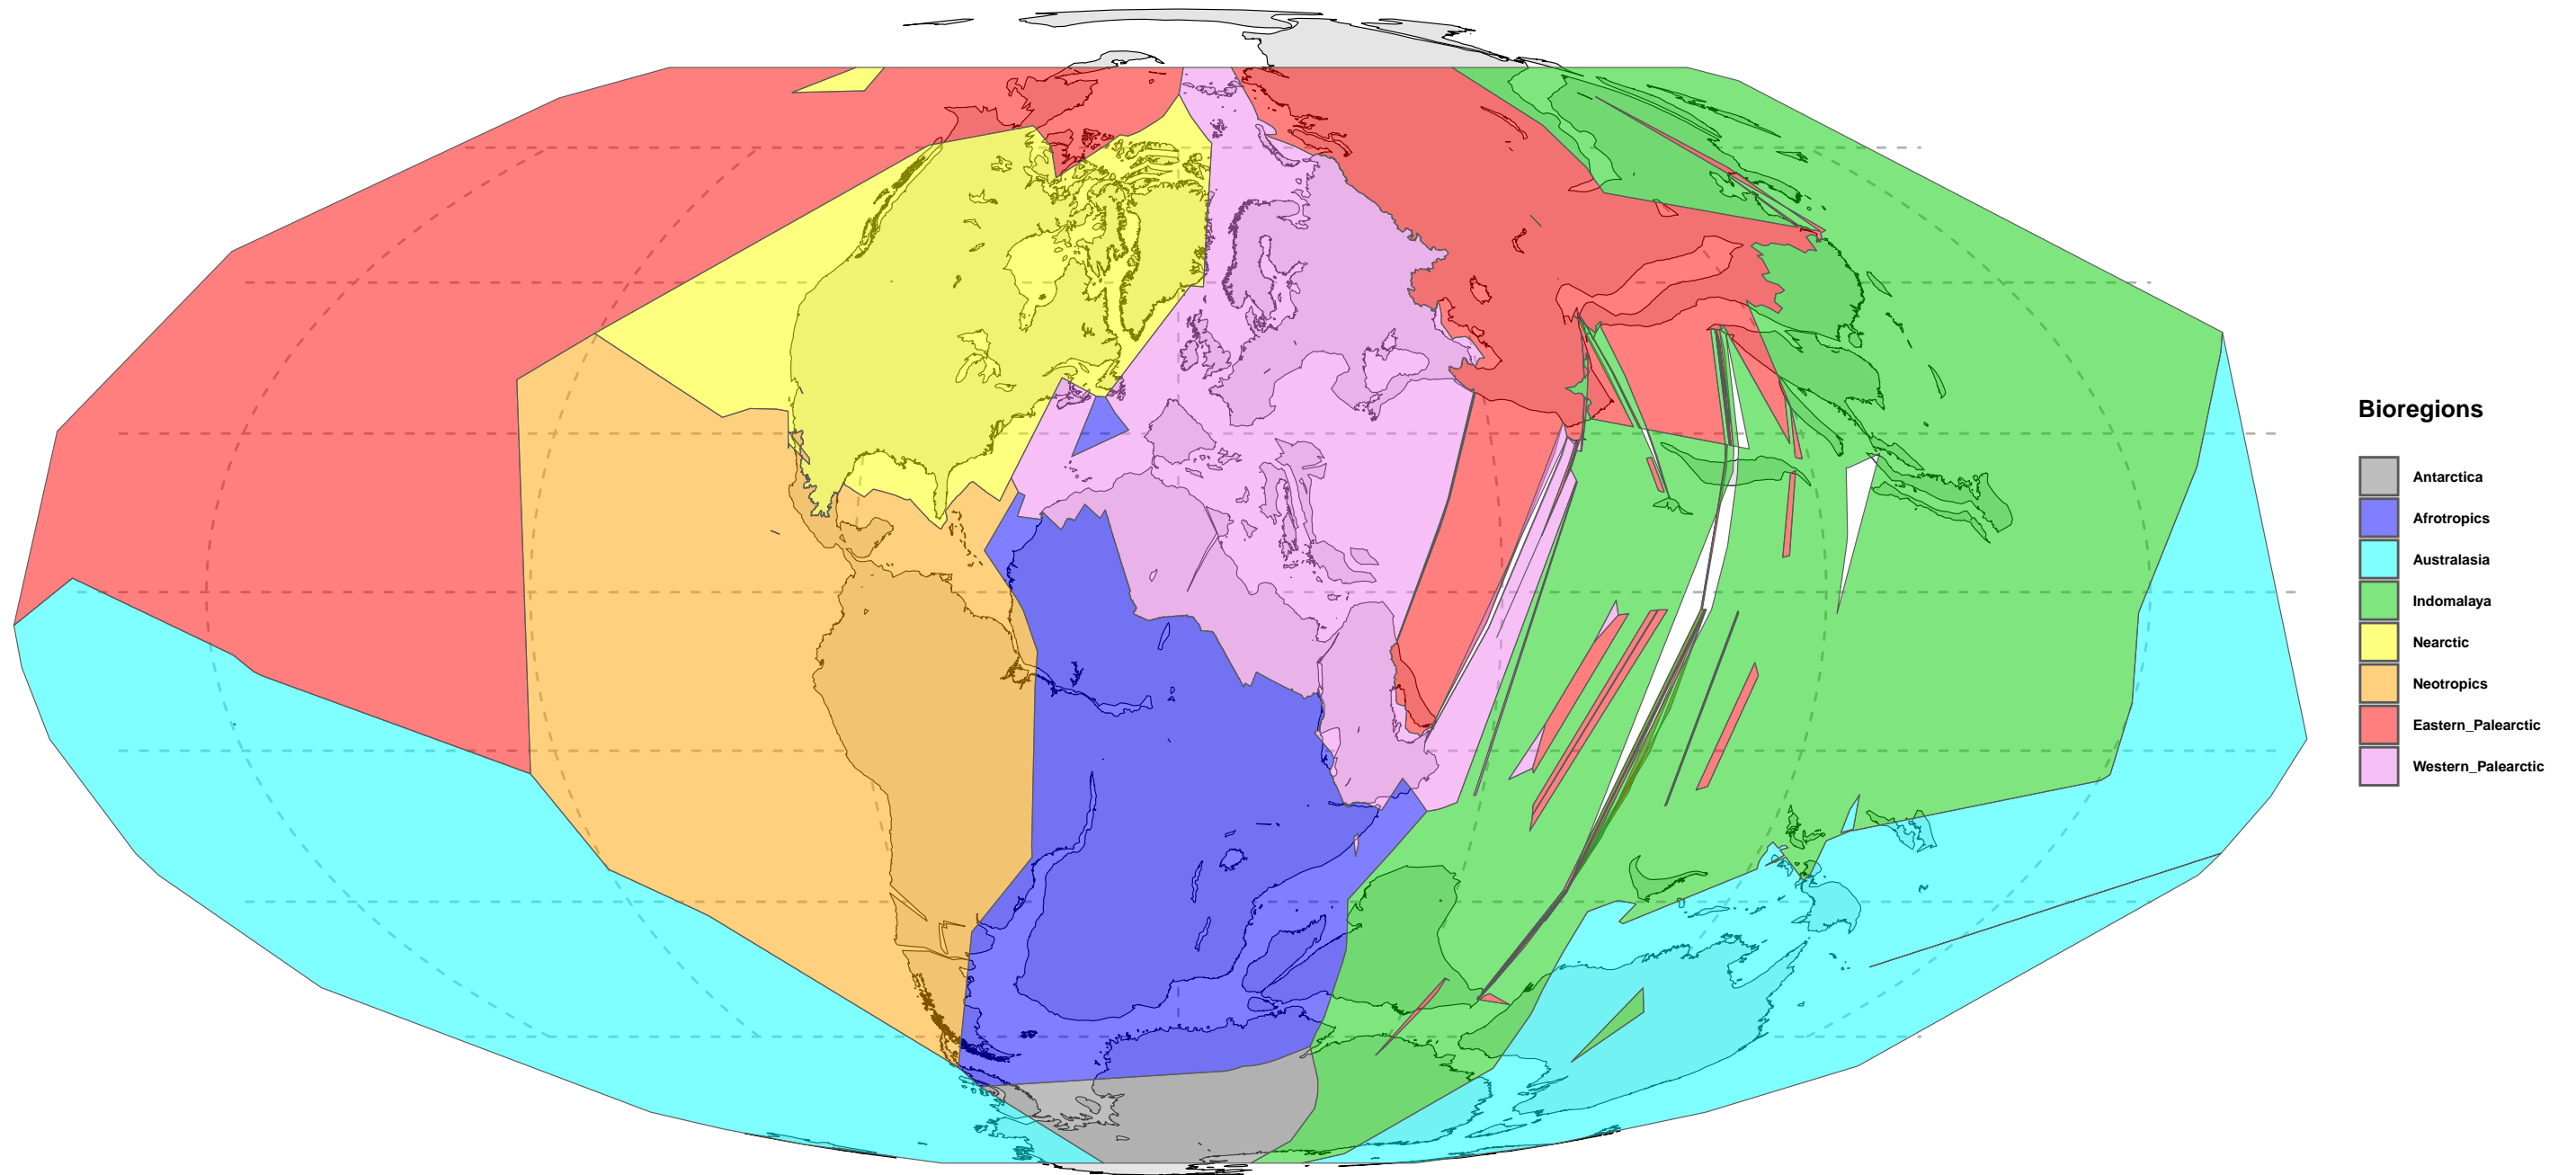 Bioregions
Antarctica
Afrotropics
Australasia
Indomalaya
Nearctic
Neotropics
Eastern_Palearctic
Western_Palearctic